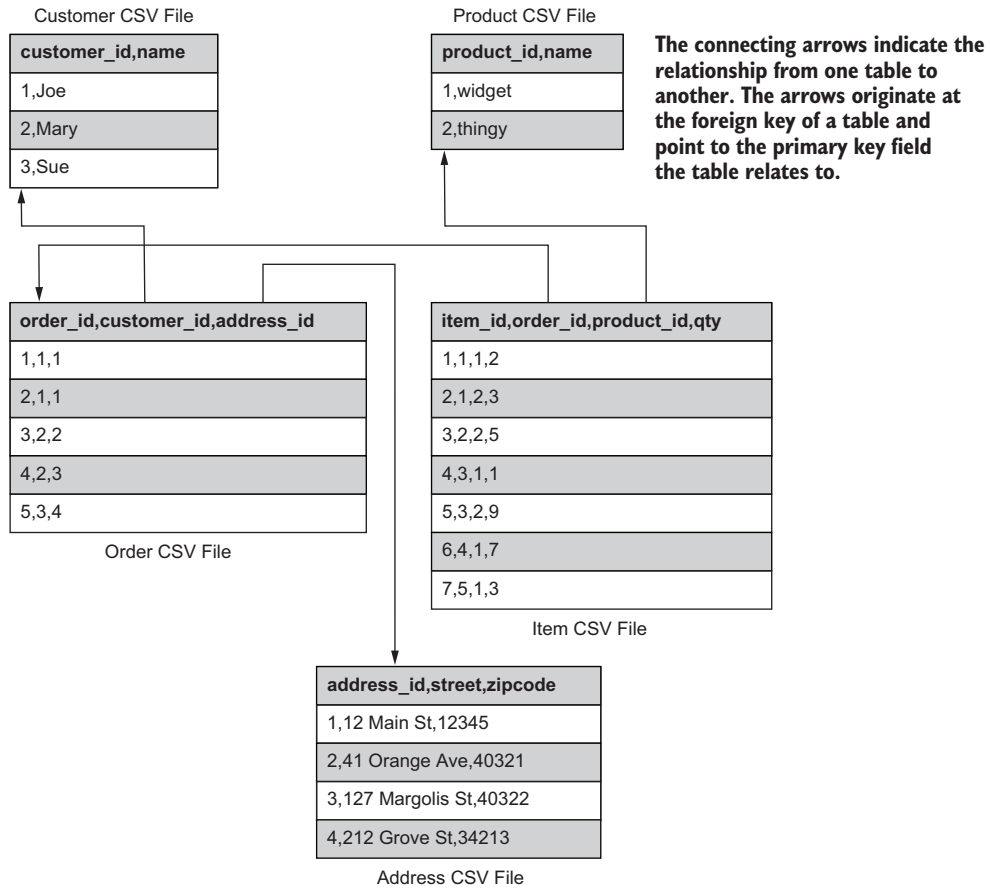 Customer CSV File
customer_id,name
1,Joe
2,Mary
3,Sue
Product CSV File
product_id,name
1,widget
2,thingy
The connecting arrows indicate the
relationship from one table to
another. The arrows originate at
the foreign key of a table and
point to the primary key field
the table relates to.
order_id,customer_id,address_id
1,1,1
2,1,1
3,2,2
4,2,3
5,3,4
Order CSV File
item_id,order_id,product_id,qty
1,1,1,2
2,1,2,3
3,2,2,5
4,3,1,1
5,3,2,9
6,4,1,7
7,5,1,3
Item CSV File
address_id,street,zipcode
1,12 Main St,12345
2,41 Orange Ave,40321
3,127 Margolis St,40322
4,212 Grove St,34213
Address CSV File